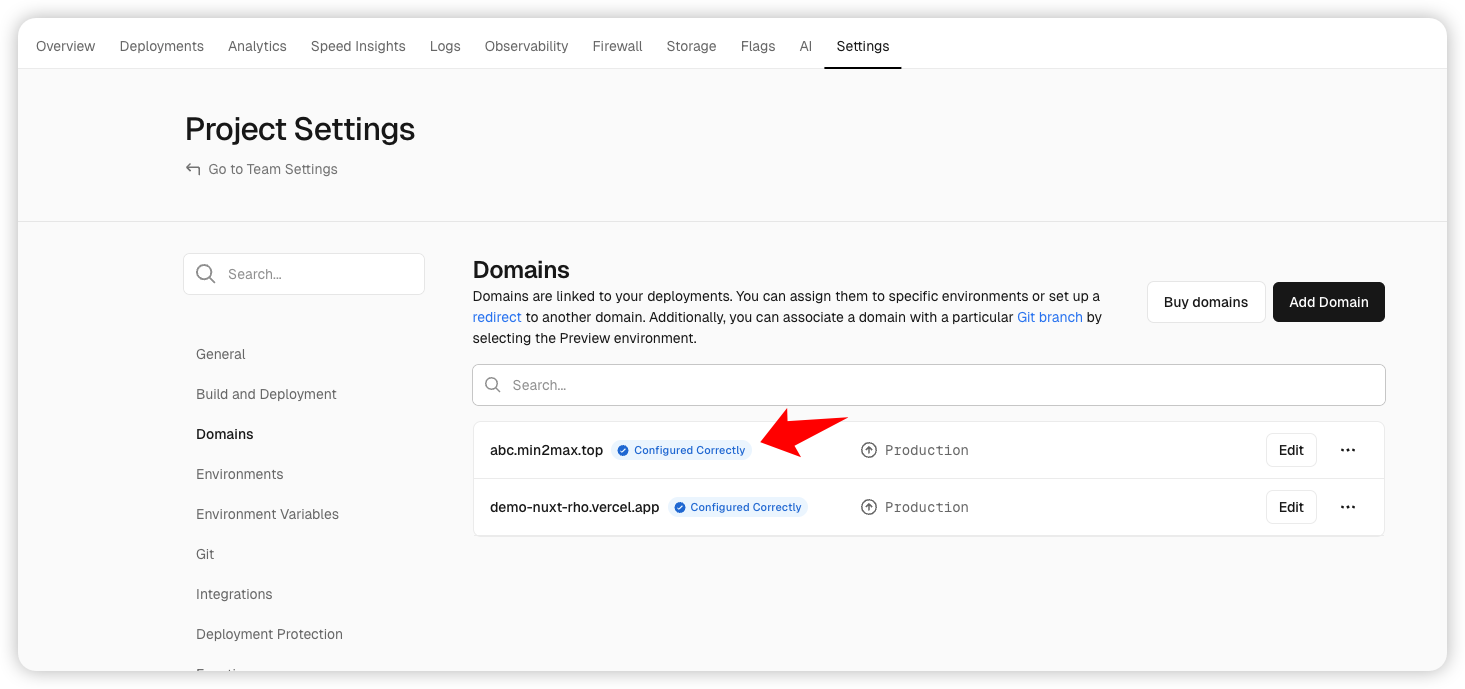 Overview Deployments Analytics Speed Insights Logs Observability Firewall Storage Flags AI Settings
Project Settings
Go to Team Settings
Search...
General
Build and Deployment
Domains
Environments
Environment Variables
Git
Integrations
Deployment Protection
Domains
Domains are linked to your deployments. You can assign them to specific environments or set up a
redirect to another domain. Additionally, you can associate a domain with a particular Git branch by
selecting the Preview environment.
Buy domains
Add Domain
Search...
abc.min2max.top Configured Correctly Production Edit
demo-nuxt-rho.vercel.app Configured Correctly Production Edit